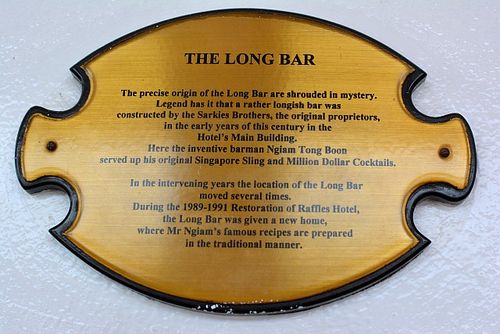 THE LONG BAR
The precise origin of the Long Bar are shrouded in mystery.
Legend has it that a rather longish bar was
constructed by the Sarkies Brothers, the original proprietors,
in the early years of this century in the
Hotel's Main Building.
Here the inventive barman Ngiam Tong Boon
served up his original Singapore Sling and Million Dollar Cocktails.
In the intervening years the location of the Long Bar
moved several times.
During the 1989-1991 Restoration of Raffles Hotel,
the Long Bar was given a new home,
where Mr Ngiam's famous recipes are prepared
in the traditional manner.